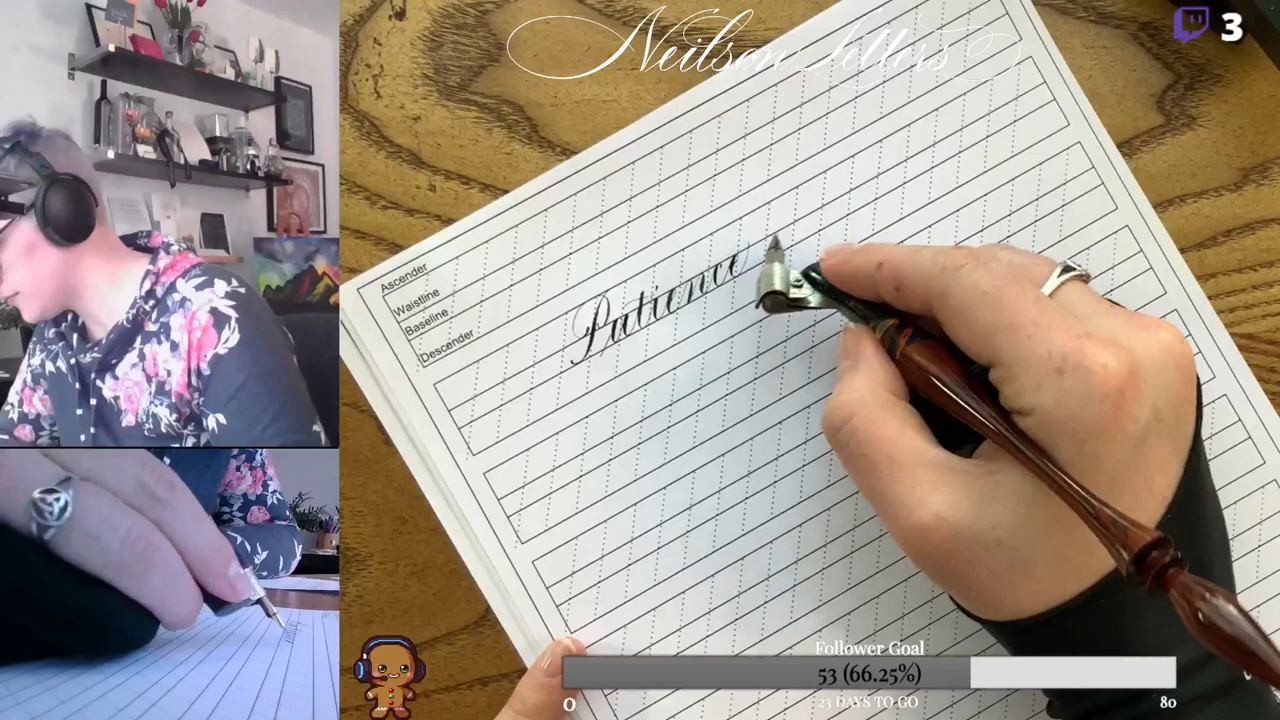 Neilson Letters
3
Ascender
Waistline
Baseline
Descender
Patience
Follower Goal
53 (66.25%)
0
23 DAYS TO GO
80